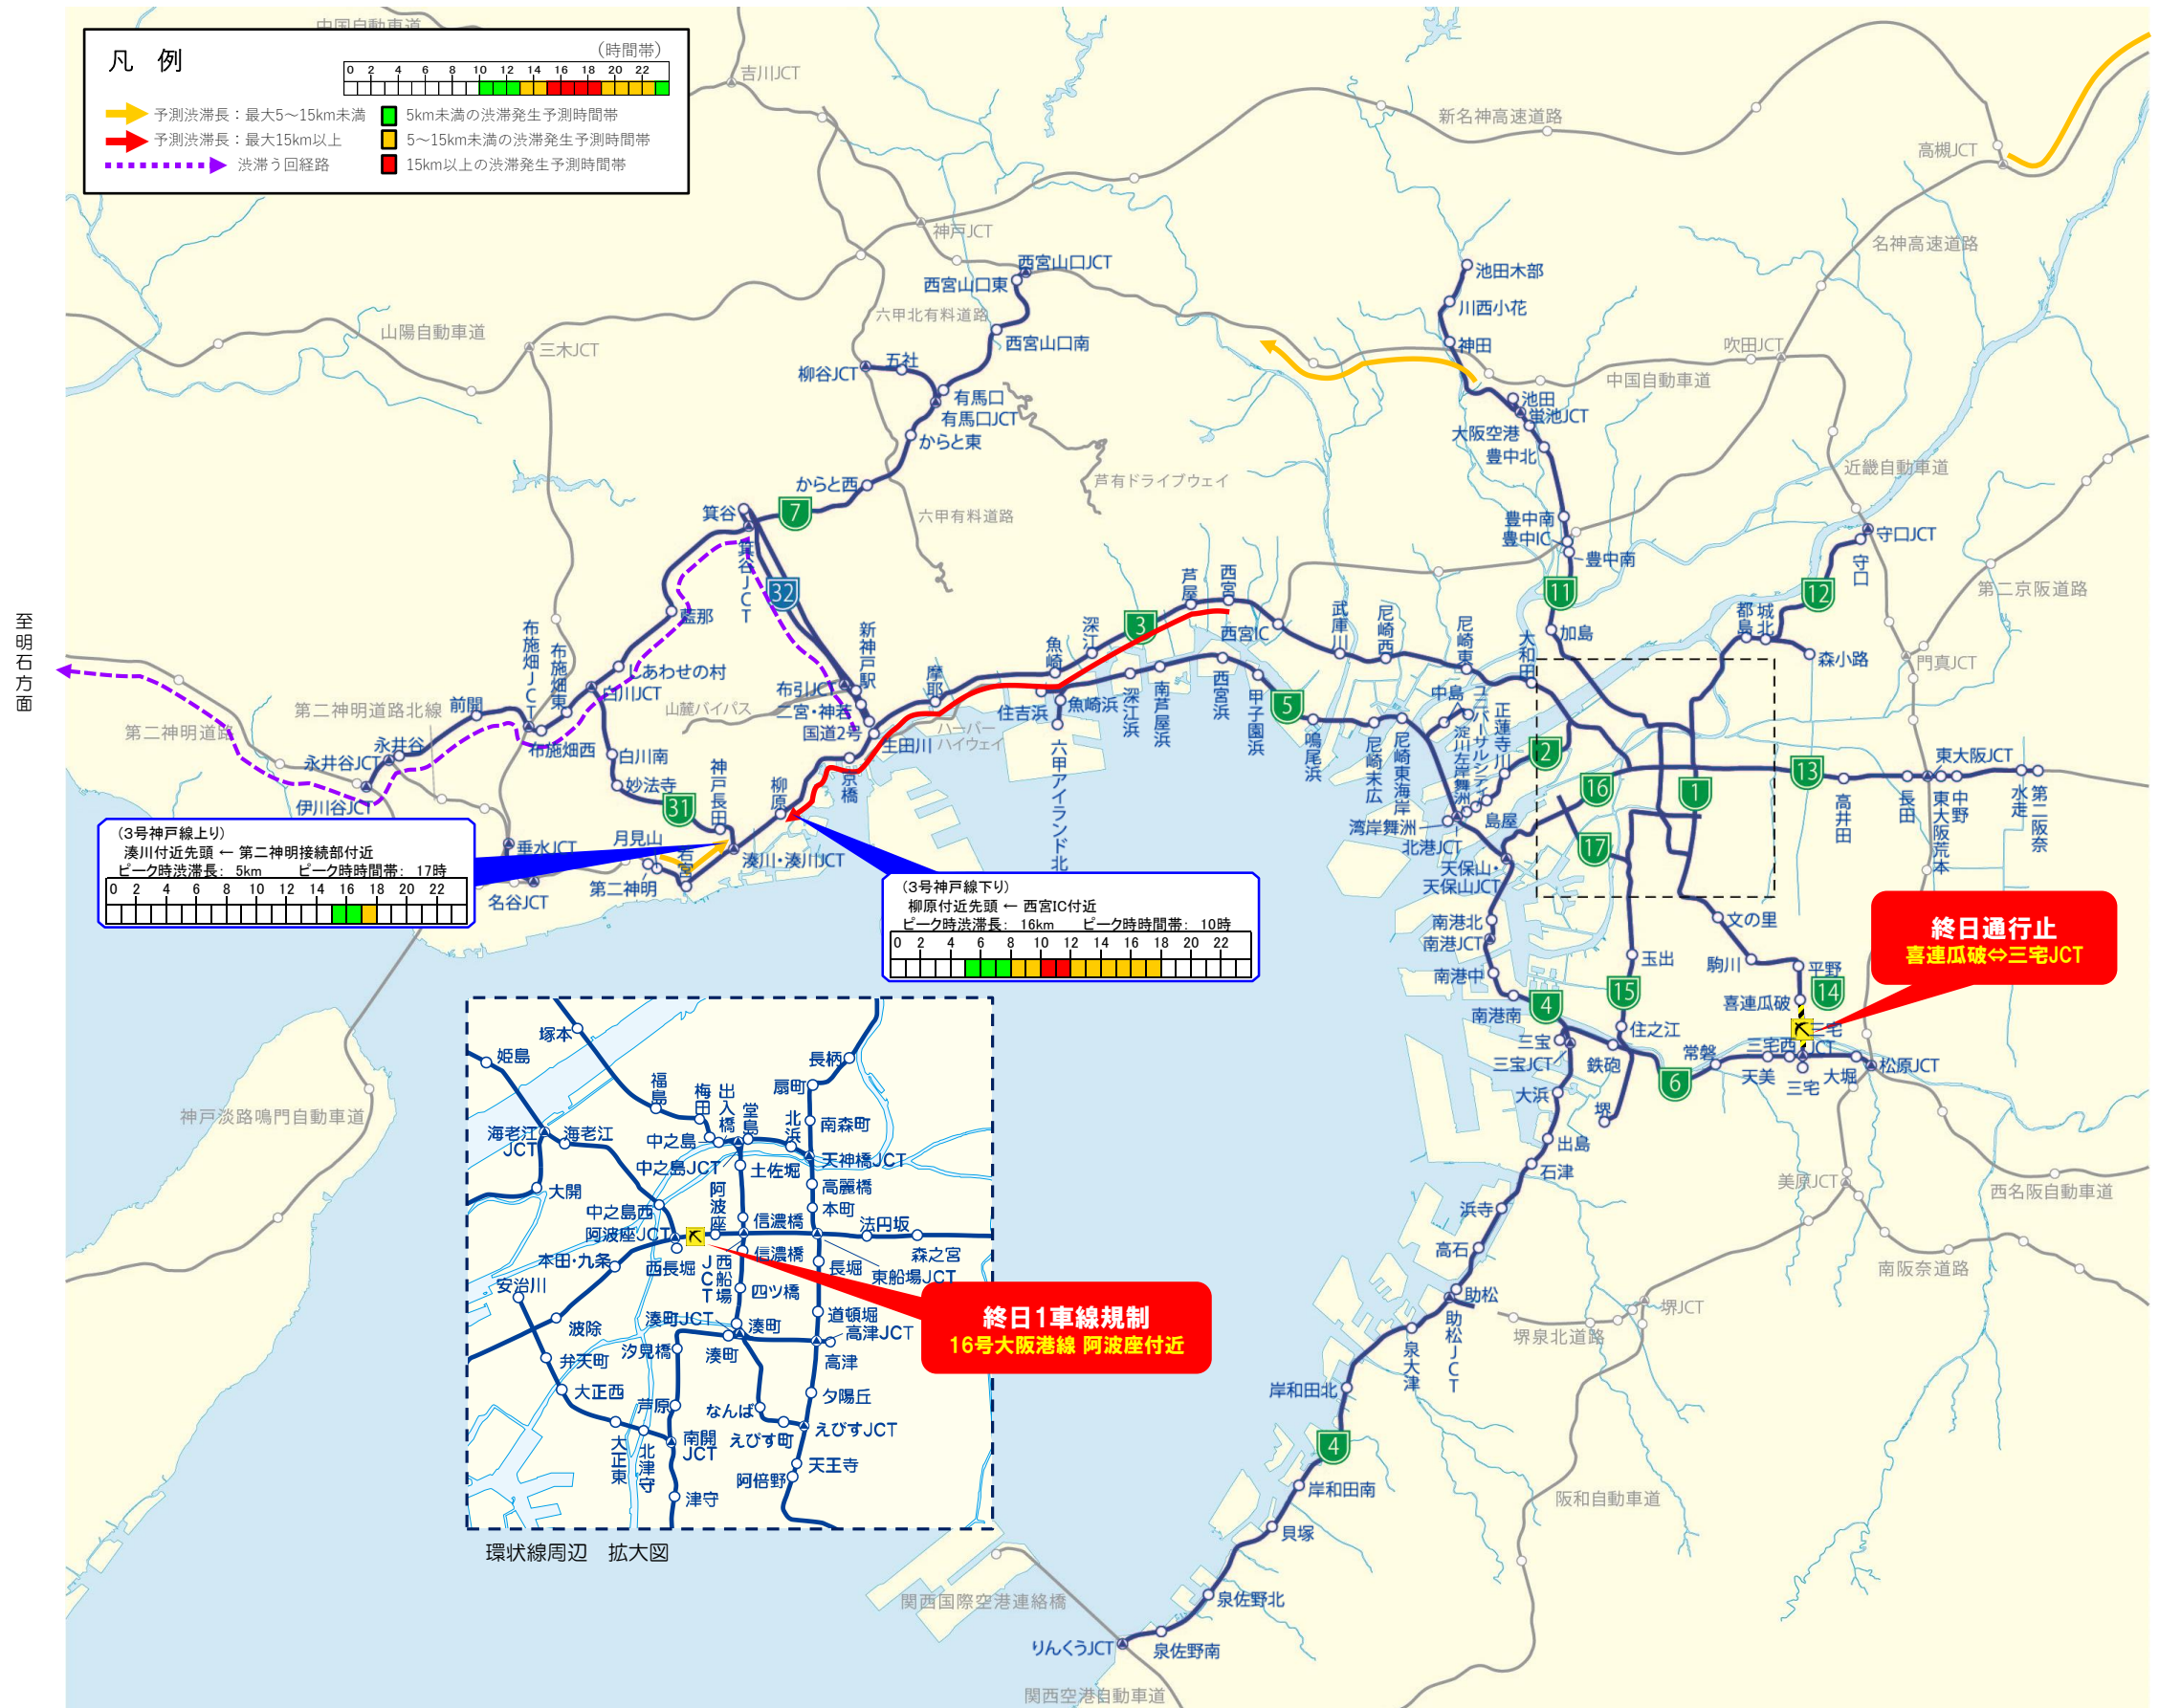 中国自動車道
凡 例
(時間帯)
0 2 4 6 8 10 12 14 16 18 20 22
予測渋滞長：最大5～15km未満
5km未満の渋滞発生予測時間帯
予測渋滞長：最大15km以上
5～15km未満の渋滞発生予測時間帯
渋滞う回経路
15km以上の渋滞発生予測時間帯
吉川JCT
新名神高速道路
高槻JCT
神戸JCT
名神高速道路
西宮山口JCT
西宮山口東
池田木部
川西小花
六甲北有料道路
山陽自動車道
三木JCT
西宮山口南
神田
吹田JCT
五社
柳谷JCT
中国自動車道
有馬口
有馬口JCT
池田
蛍池JCT
大阪空港
からと東
豊中北
近畿自動車道
からと西
芦有ドライブウェイ
箕谷
7
六甲有料道路
豊中南
豊中IC
豊中南
守口JCT
守口
箕谷JCT
32
11
12
第二京阪道路
至明石方面
藍那
布施畑JCT
布施畑東
新神戸駅
魚崎
深江
3
芦屋
西宮
西宮IC
武庫川
尼崎西
尼崎東
大和田
加島
都島
城北
森小路
門真JCT
しあわせの村
白川JCT
布引JCT
摩耶
二宮・神若
国道2号
山麓バイパス
前開
第二神明道路北線
第二神明道路
永井谷
永井谷JCT
布施畑西
伊川谷JCT
白川南
妙法寺
31
神戸長田
柳原
京橋
生田川
ハーバーハイウェイ
住吉浜
魚崎浜
六甲アイランド北
深江浜
南芦屋浜
西宮浜
甲子園浜
5
鳴尾浜
尼崎末広
尼崎東海岸
中島
ユニバーサルシティ
淀川左岸舞洲
正蓮寺川
2
湾岸舞洲
北港JCT
島屋
天保山・天保山JCT
16
17
1
13
高井田
長田
東大阪JCT
東大阪荒本
中野
水走
第二阪奈
(3号神戸線上り)
湊川付近先頭 ← 第二神明接続部付近
ピーク時渋滞長: 5km ピーク時時間帯: 17時
0 2 4 6 8 10 12 14 16 18 20 22
垂水JCT
名谷JCT
月見山
第二神明
若宮
湊川・湊川JCT
(3号神戸線下り)
柳原付近先頭 ← 西宮IC付近
ピーク時渋滞長: 16km ピーク時時間帯: 10時
0 2 4 6 8 10 12 14 16 18 20 22
終日通行止
喜連瓜破⇔三宅JCT
文の里
駒川
平野
14
喜連瓜破
南港北
南港JCT
南港中
南港南
4
玉出
15
住之江
三宝
三宝JCT
鉄砲
常磐
6
三宅西
三宅JCT
天美
三宅
大堀
松原JCT
大浜
堺
出島
石津
浜寺
高石
助松
助松JCT
泉大津
岸和田北
4
岸和田南
貝塚
泉佐野北
泉佐野南
りんくうJCT
美原JCT
西名阪自動車道
南阪奈道路
堺JCT
堺泉北道路
阪和自動車道
関西国際空港連絡橋
関西空港自動車道
神戸淡路鳴門自動車道
塚本
姫島
長柄
福島
梅田
出入橋
堂島
北浜
扇町
南森町
海老江JCT
海老江
中之島
中之島JCT
土佐堀
天神橋JCT
高麗橋
本町
大開
中之島西
阿波座
阿波座JCT
信濃橋
法円坂
森之宮
本田・九条
西長堀
西船場JCT
信濃橋
長堀
東船場JCT
安治川
四ツ橋
波除
湊町JCT
湊町
道頓堀
高津JCT
汐見橋
湊町
高津
弁天町
大正西
芦原
なんば
夕陽丘
えびす町
えびすJCT
大正東
北津守
南開JCT
天王寺
阿倍野
津守
終日1車線規制
16号大阪港線 阿波座付近
環状線周辺 拡大図